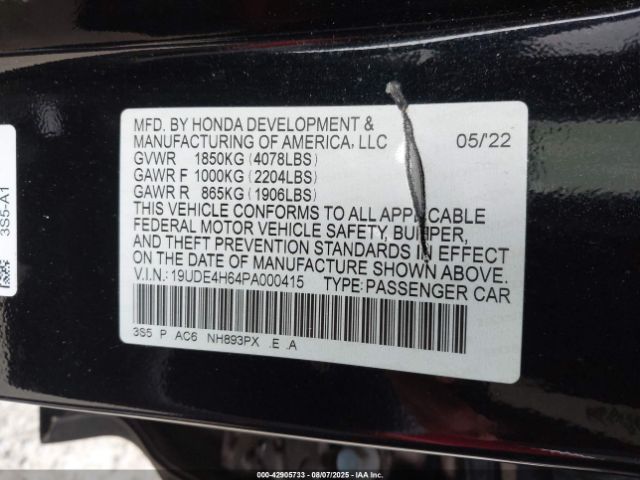 MFD. BY HONDA DEVELOPMENT &
MANUFACTURING OF AMERICA, LLC 05/'22
GVWR 1850KG (4078LBS)
GAWR F 1000KG (2204LBS)
GAWR R 865KG (1906LBS)
THIS VEHICLE CONFORMS TO ALL APPLICABLE
FEDERAL MOTOR VEHICLE SAFETY, BUMPER,
AND THEFT PREVENTION STANDARDS IN EFFECT
ON THE DATE OF MANUFACTURE SHOWN ABOVE.
V.I.N.: 19UDE4H64PA000415 TYPE: PASSENGER CAR
3S5 P AC6 NH893PX .E .A
3S5-A1
000-42905733 - 08/07/2025 - IAA Inc.